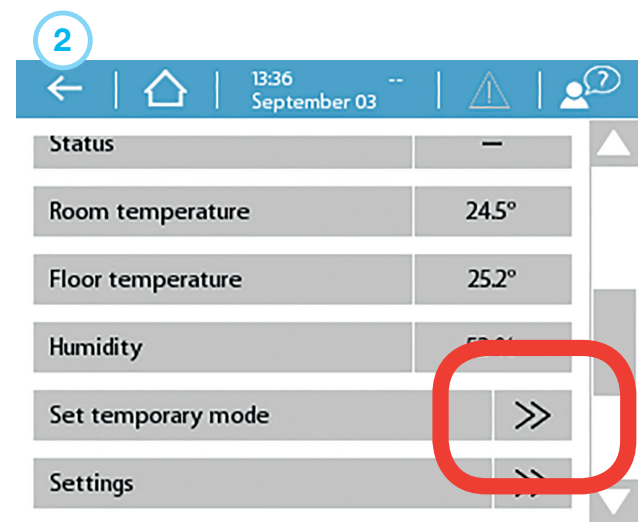 2
13:36 --
September 03
?
Status –
Room temperature 24.5°
Floor temperature 25.2°
Humidity
Set temporary mode >>
Settings >>